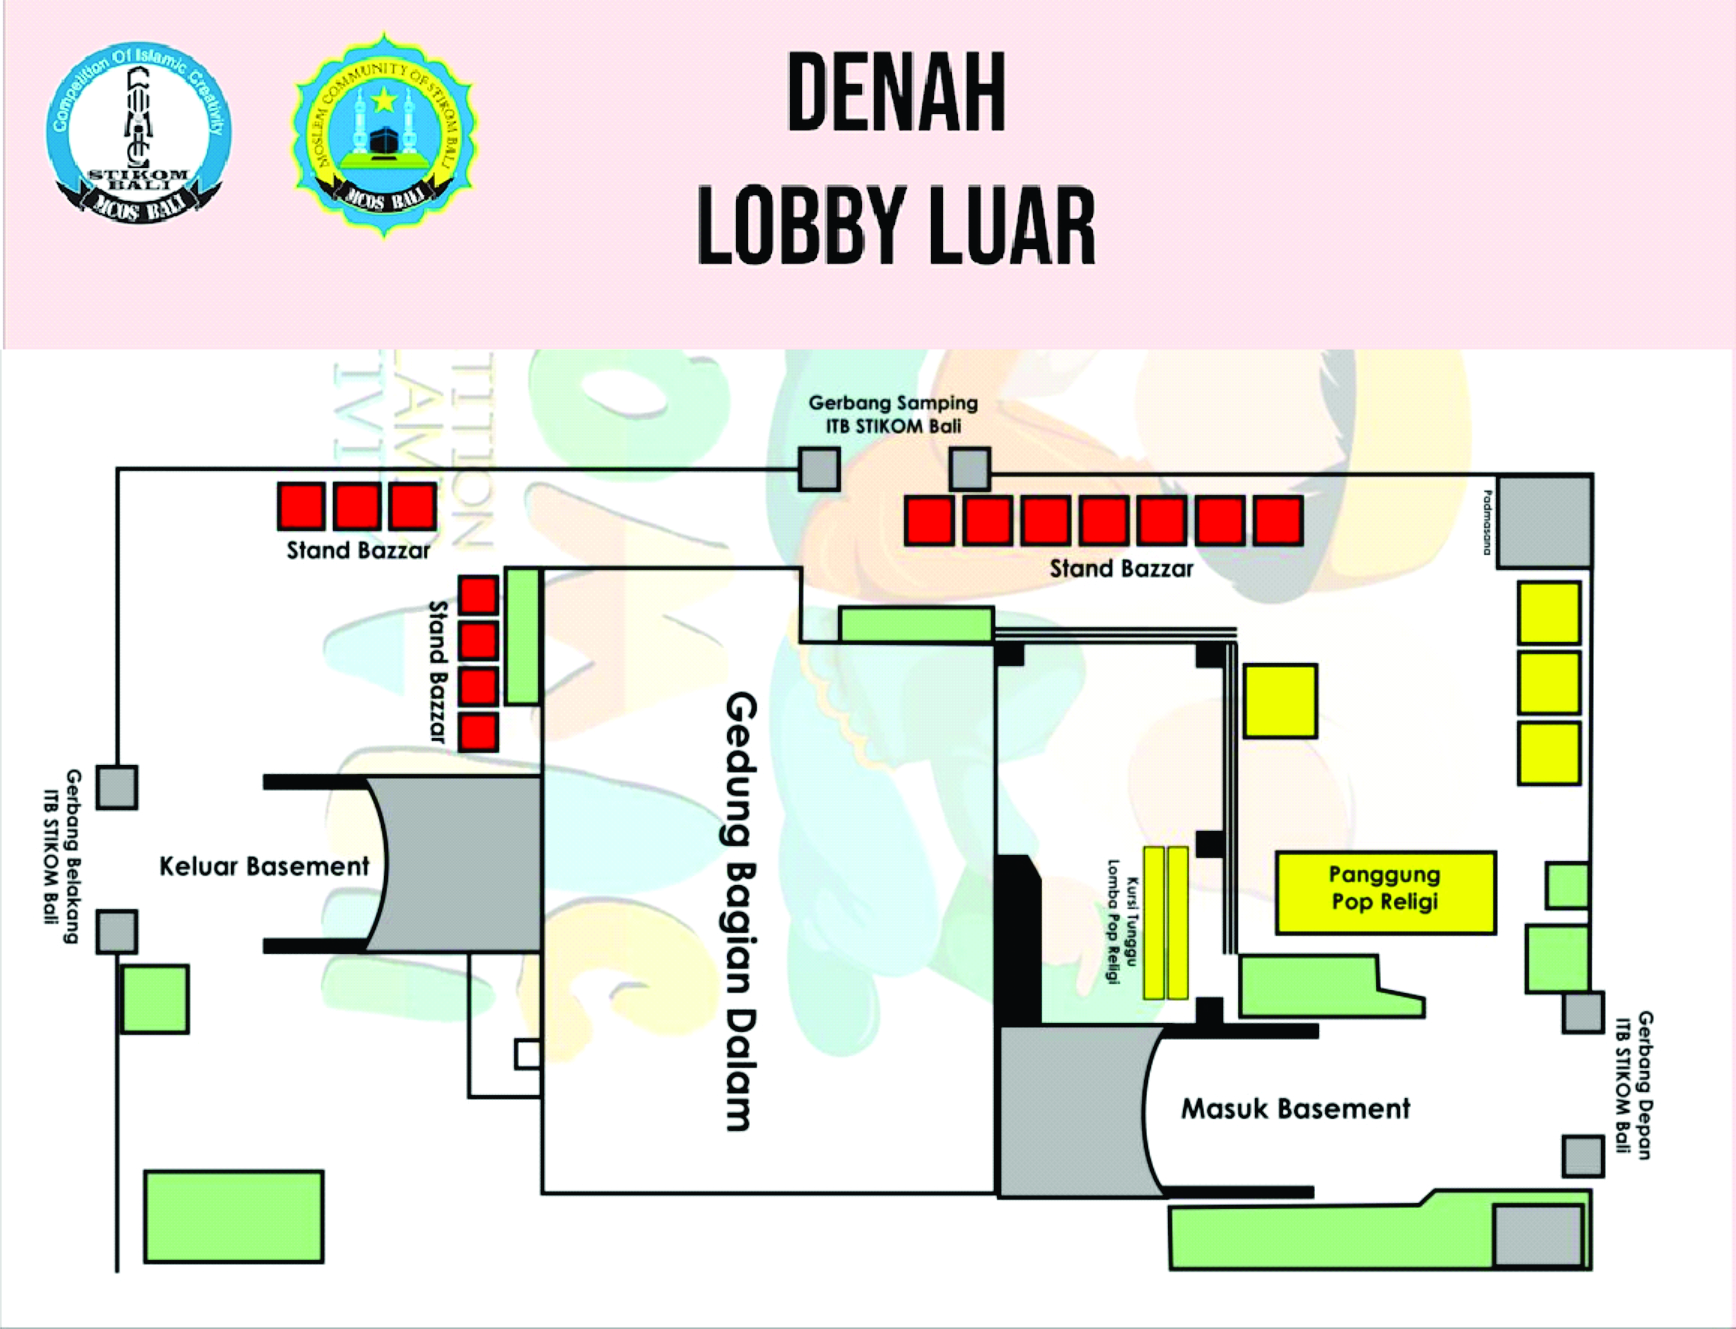 Competition Of Islamic Creativity
STIKOM
BALI
MCOS BALI
MOSLEM COMMUNITY OF STIKOM BALI
MCOS BALI
DENAH
LOBBY LUAR
Gerbang Samping
ITB STIKOM Bali
Stand Bazzar
Stand Bazzar
Padmasana
Stand Bazzar
Gedung Bagian Dalam
Gerbang Belakang
ITB STIKOM Bali
Keluar Basement
Kursi Tunggu
Lomba Pop Religi
Panggung
Pop Religi
Masuk Basement
Gerbang Depan
ITB STIKOM Bali